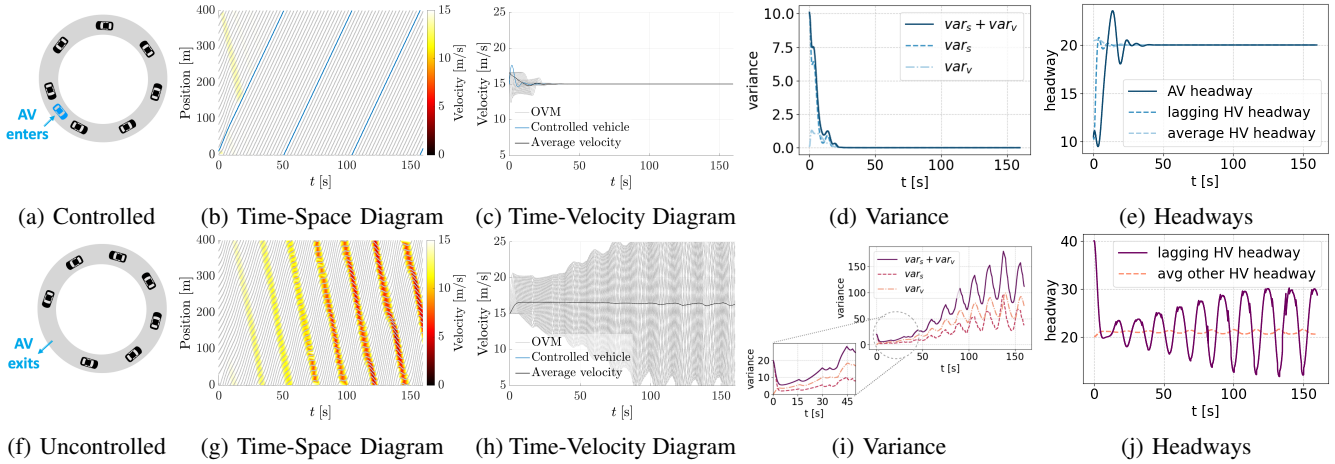 AV
enters
400
300
200
100
0
Position [m]
0
50
100
150
t [s]
15
10
5
0
Velocity [m/s]
25
20
15
10
5
Velocity [m/s]
OVM
Controlled vehicle
Average velocity
0
50
100
150
t [s]
10.0
7.5
5.0
2.5
0.0
variance
var_s + var_v
var_s
var_v
0
50
100
150
t [s]
20
15
10
headway
AV headway
lagging HV headway
average HV headway
0
50
100
150
t [s]
(a) Controlled
(b) Time-Space Diagram
(c) Time-Velocity Diagram
(d) Variance
(e) Headways
AV
exits
400
300
200
100
0
Position [m]
0
50
100
150
t [s]
15
10
5
0
Velocity [m/s]
25
20
15
10
5
Velocity [m/s]
OVM
Controlled vehicle
Average velocity
0
50
100
150
t [s]
150
100
50
0
variance
var_s + var_v
var_s
var_v
0
50
100
150
t [s]
20
10
0
variance
0
15
30
45
t [s]
40
30
20
headway
lagging HV headway
avg other HV headway
0
50
100
150
t [s]
(f) Uncontrolled
(g) Time-Space Diagram
(h) Time-Velocity Diagram
(i) Variance
(j) Headways